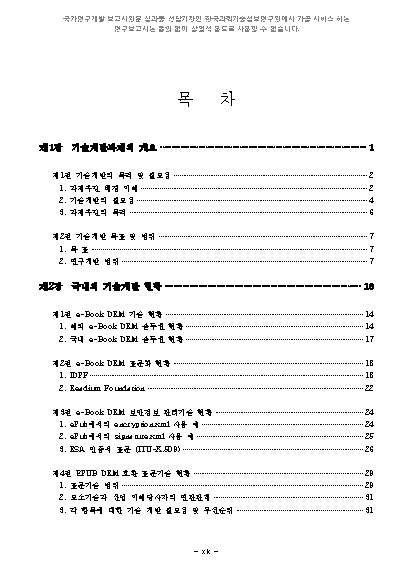 국가연구개발 보고서원문 성과물 전담기관인 한국과학기술정보연구원에서 가공·서비스 하는
연구보고서는 동의 없이 상업적 용도로 사용할 수 없습니다.
목 차
제1장 기술개발과제의 개요 1
제1절 기술개발의 목적 및 필요성 2
1. 과제추진 배경 이해 2
2. 기술개발의 필요성 4
3. 과제추진의 목적 6
제2절 기술개발 목표 및 범위 7
1. 목 표 7
2. 연구개발 범위 7
제2장 국내외 기술개발 현황
제1절 e-Book DRM 기술 현황 14
1. 해외 e-Book DRM 솔루션 현황 14
2. 국내 e-Book DRM 솔루션 현황 17
제2절 e-Book DRM 표준화 현황 18
1. IDPF 18
2. Readium Foundation 22
제3절 e-Book DRM 보안정보 관리기술 현황 24
1. ePub에서의 encryption.xml 사용 예 24
2. ePub에서의 signature.xml 사용 예 25
3. RSA 인증서 표준 (ITU-X.509) 26
제4절 EPUB DRM 호환 표준기술 현황 29
1. 표준기술 범위 29
2. 요소기술과 산업 이해당사자의 연관관계 31
3. 각 항목에 대한 기술 개발 필요성 및 우선순위 31